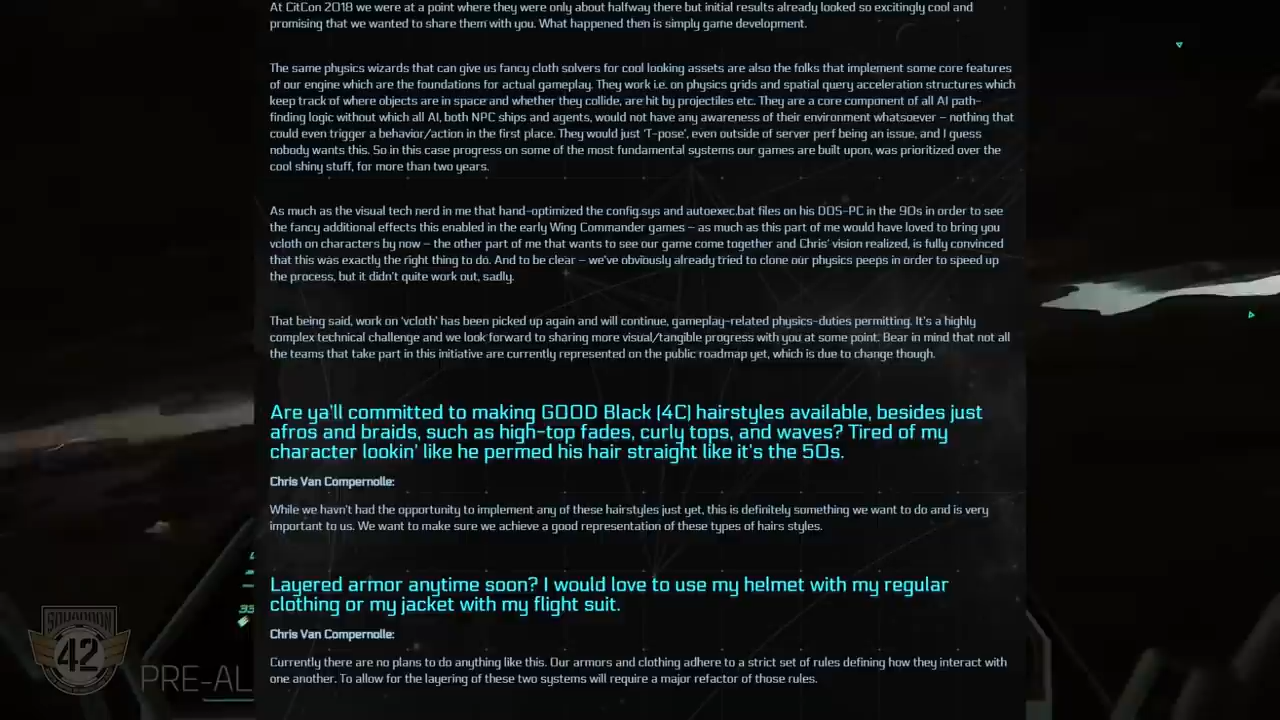 At CitCon 2018 we were at a point where they were only about halfway there but initial results already looked so excitingly cool and
promising that we wanted to share them with you. What happened then is simply game development.
The same physics wizards that can give us fancy cloth solvers for cool looking assets are also the folks that implement some core features
of our engine which are the foundations for actual gameplay. They work i.e. on physics grids and spatial query acceleration structures which
keep track of where objects are in space and whether they collide, are hit by projectiles etc. They are a core component of all AI path-
finding logic without which all AI, both NPC ships and agents, would not have any awareness of their environment whatsoever – nothing that
could even trigger a behavior/action in the first place. They would just 'T-pose', even outside of server perf being an issue, and I guess
nobody wants this. So in this case progress on some of the most fundamental systems our games are built upon, was prioritized over the
cool shiny stuff, for more than two years.
As much as the visual tech nerd in me that hand-optimized the config.sys and autoexec.bat files on his DOS-PC in the 90s in order to see
the fancy additional effects this enabled in the early Wing Commander games – as much as this part of me would have loved to bring you
vcloth on characters by now – the other part of me that wants to see our game come together and Chris' vision realized, is fully convinced
that this was exactly the right thing to do. And to be clear – we've obviously already tried to clone our physics peeps in order to speed up
the process, but it didn't quite work out, sadly.
That being said, work on 'vcloth' has been picked up again and will continue, gameplay-related physics-duties permitting. It's a highly
complex technical challenge and we look forward to sharing more visual/tangible progress with you at some point. Bear in mind that not all
the teams that take part in this initiative are currently represented on the public roadmap yet, which is due to change though.
Are ya'll committed to making GOOD Black (4C) hairstyles available, besides just
afros and braids, such as high-top fades, curly tops, and waves? Tired of my
character lookin' like he permed his hair straight like it's the 50s.
Chris Van Compernolle:
While we havn't had the opportunity to implement any of these hairstyles just yet, this is definitely something we want to do and is very
important to us. We want to make sure we achieve a good representation of these types of hairs styles.
Layered armor anytime soon? I would love to use my helmet with my regular
clothing or my jacket with my flight suit.
Chris Van Compernolle:
Currently there are no plans to do anything like this. Our armors and clothing adhere to a strict set of rules defining how they interact with
one another. To allow for the layering of these two systems will require a major refactor of those rules.
SQUADRON
42
PRE-AL